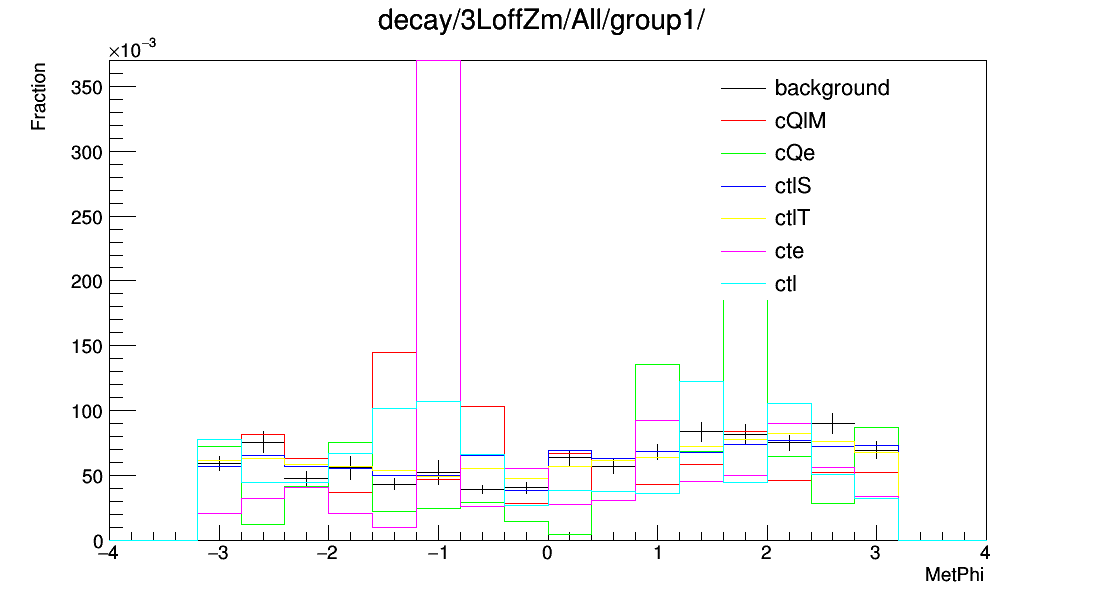 decay/3LoffZm/All/group1/
×10⁻³
Fraction
350
300
250
200
150
100
50
0
background
cQlM
cQe
ctlS
ctlT
cte
ctl
−4 −3 −2 −1 0 1 2 3 4
MetPhi